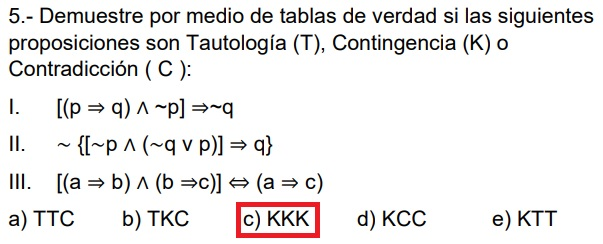 5.- Demuestre por medio de tablas de verdad si las siguientes
proposiciones son Tautología (T), Contingencia (K) o
Contradicción ( C ):
I. [(p ⇒ q) ∧ ~p] ⇒~q
II. ~ {[~p ∧ (~q v p)] ⇒ q}
III. [(a ⇒ b) ∧ (b ⇒c)] ⇔ (a ⇒ c)
a) TTC b) TKC c) KKK d) KCC e) KTT